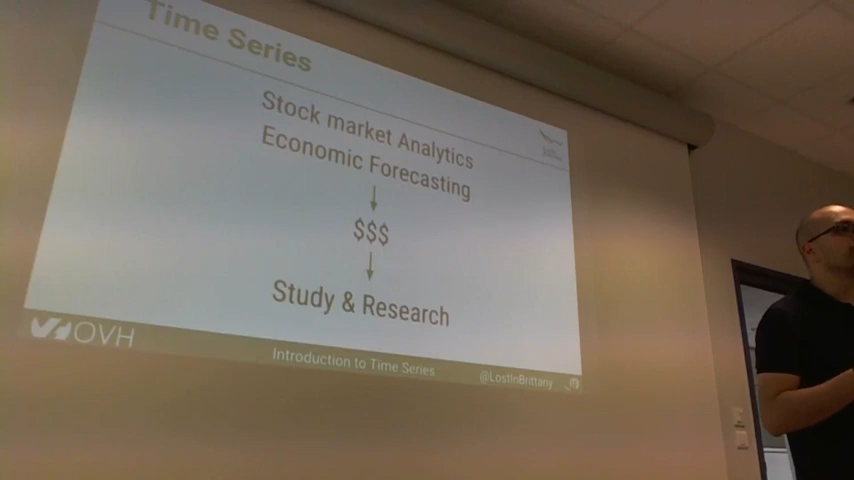 Time Series
Stock market Analytics
Economic Forecasting
$$$
Study & Research
OVH
Introduction to Time Series
@LostInBrittany